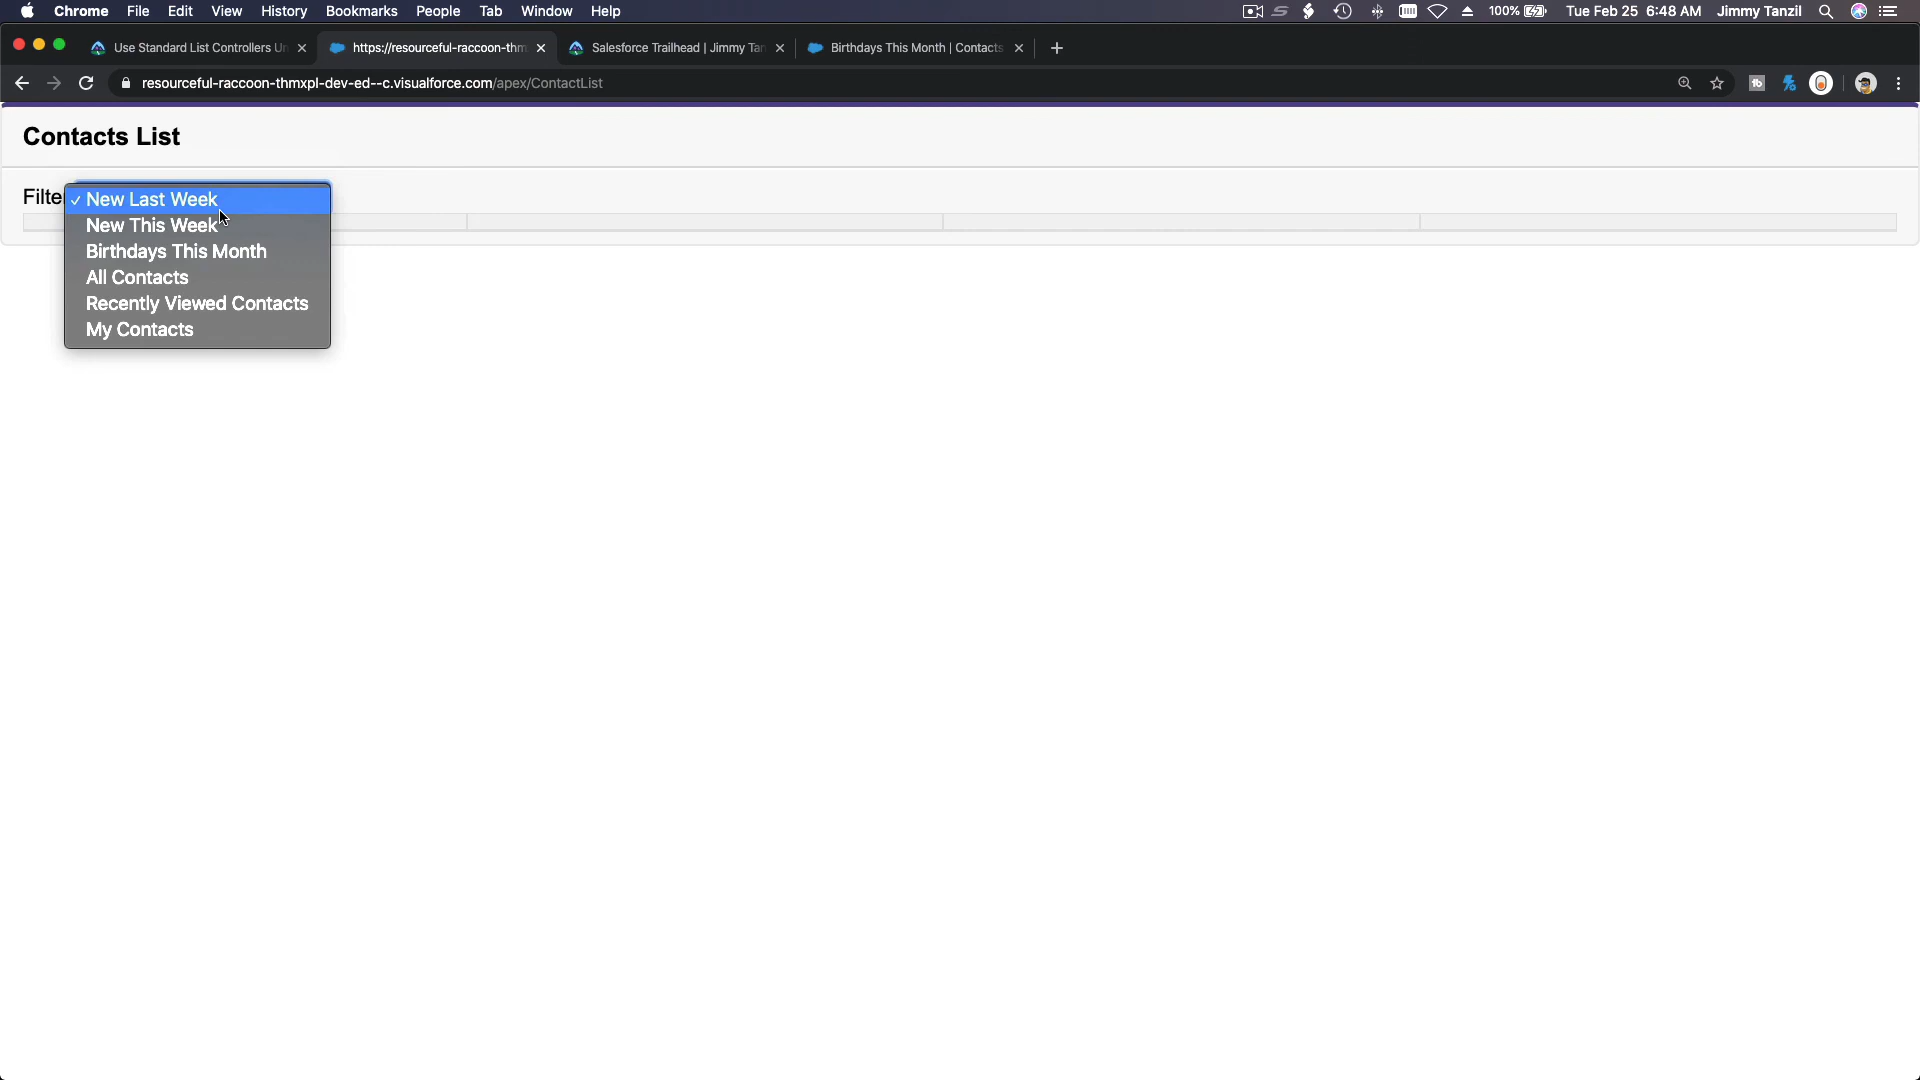 Chrome File Edit View History Bookmarks People Tab Window Help 100% Tue Feb 25 6:48 AM Jimmy Tanzil
Use Standard List Controllers Un https://resourceful-raccoon-thm Salesforce Trailhead | Jimmy Tan Birthdays This Month | Contacts
resourceful-raccoon-thmxpl-dev-ed--c.visualforce.com/apex/ContactList
Contacts List
Filte
✓ New Last Week
New This Week
Birthdays This Month
All Contacts
Recently Viewed Contacts
My Contacts